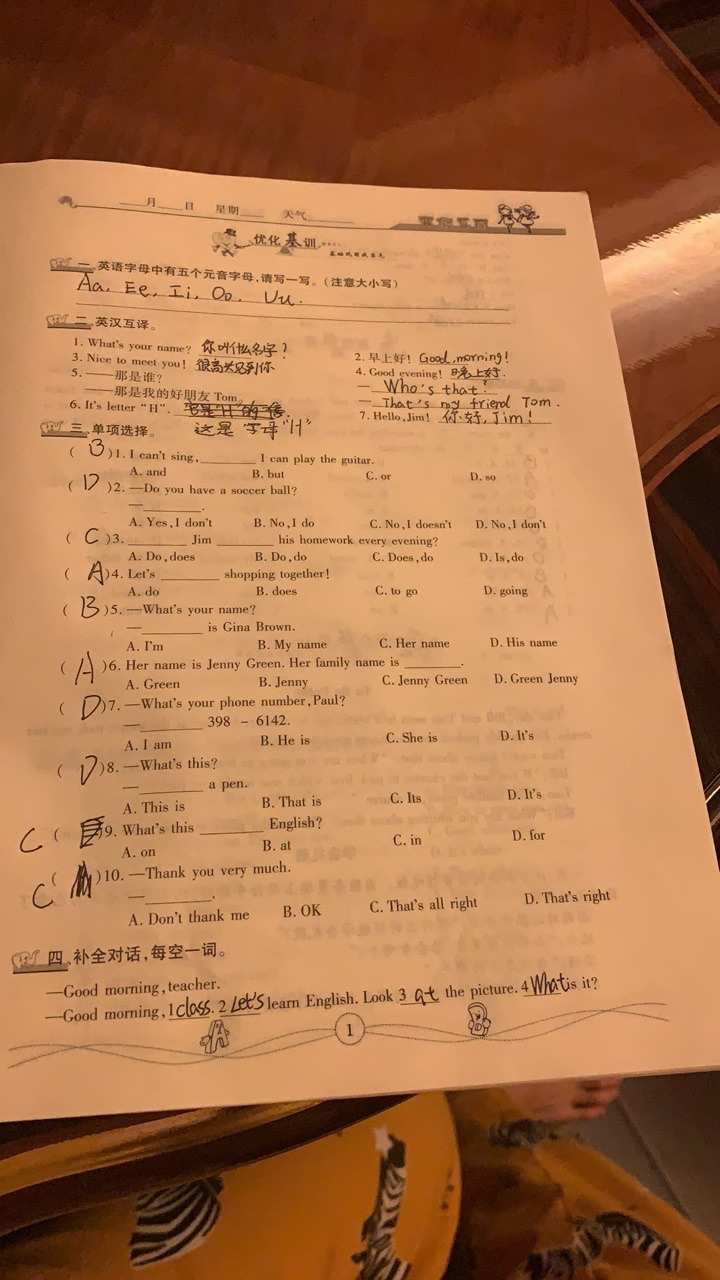 月 日 星期 天气
优化基训
一、英语字母中有五个元音字母,请写一写。(注意大小写)
Aa, Ee, Ii, Oo, Uu.
二、英汉互译。
1. What's your name? 你叫什么名字? 2. 早上好! Good morning!
3. Nice to meet you! 很高兴见到你 4. Good evening! 晚上好.
5. ——那是谁? — Who's that?
——那是我的好朋友 Tom。 — That's my friend Tom.
6. It's letter "H". 7. Hello, Jim! 你好, Jim!
这是 字母"H"
三、单项选择。
( B )1. I can't sing,________ I can play the guitar.
A. and B. but C. or D. so
( D )2. —Do you have a soccer ball?
—________.
A. Yes,I don't B. No,I do C. No,I doesn't D. No,I don't
( C )3. ________ Jim ________ his homework every evening?
A. Do,does B. Do,do C. Does,do D. Is,do
( A )4. Let's ________ shopping together!
A. do B. does C. to go D. going
( B )5. —What's your name?
—________ is Gina Brown.
A. I'm B. My name C. Her name D. His name
( A )6. Her name is Jenny Green. Her family name is ________.
A. Green B. Jenny C. Jenny Green D. Green Jenny
( D )7. —What's your phone number,Paul?
—________ 398 - 6142.
A. I am B. He is C. She is D. It's
( D )8. —What's this?
—________ a pen.
A. This is B. That is C. Its D. It's
C ( )9. What's this ________ English?
A. on B. at C. in D. for
C ( )10. —Thank you very much.
—________.
A. Don't thank me B. OK C. That's all right D. That's right
四、补全对话,每空一词。
—Good morning,teacher.
—Good morning,1 class. 2 Let's learn English. Look 3 at the picture. 4 What is it?
1